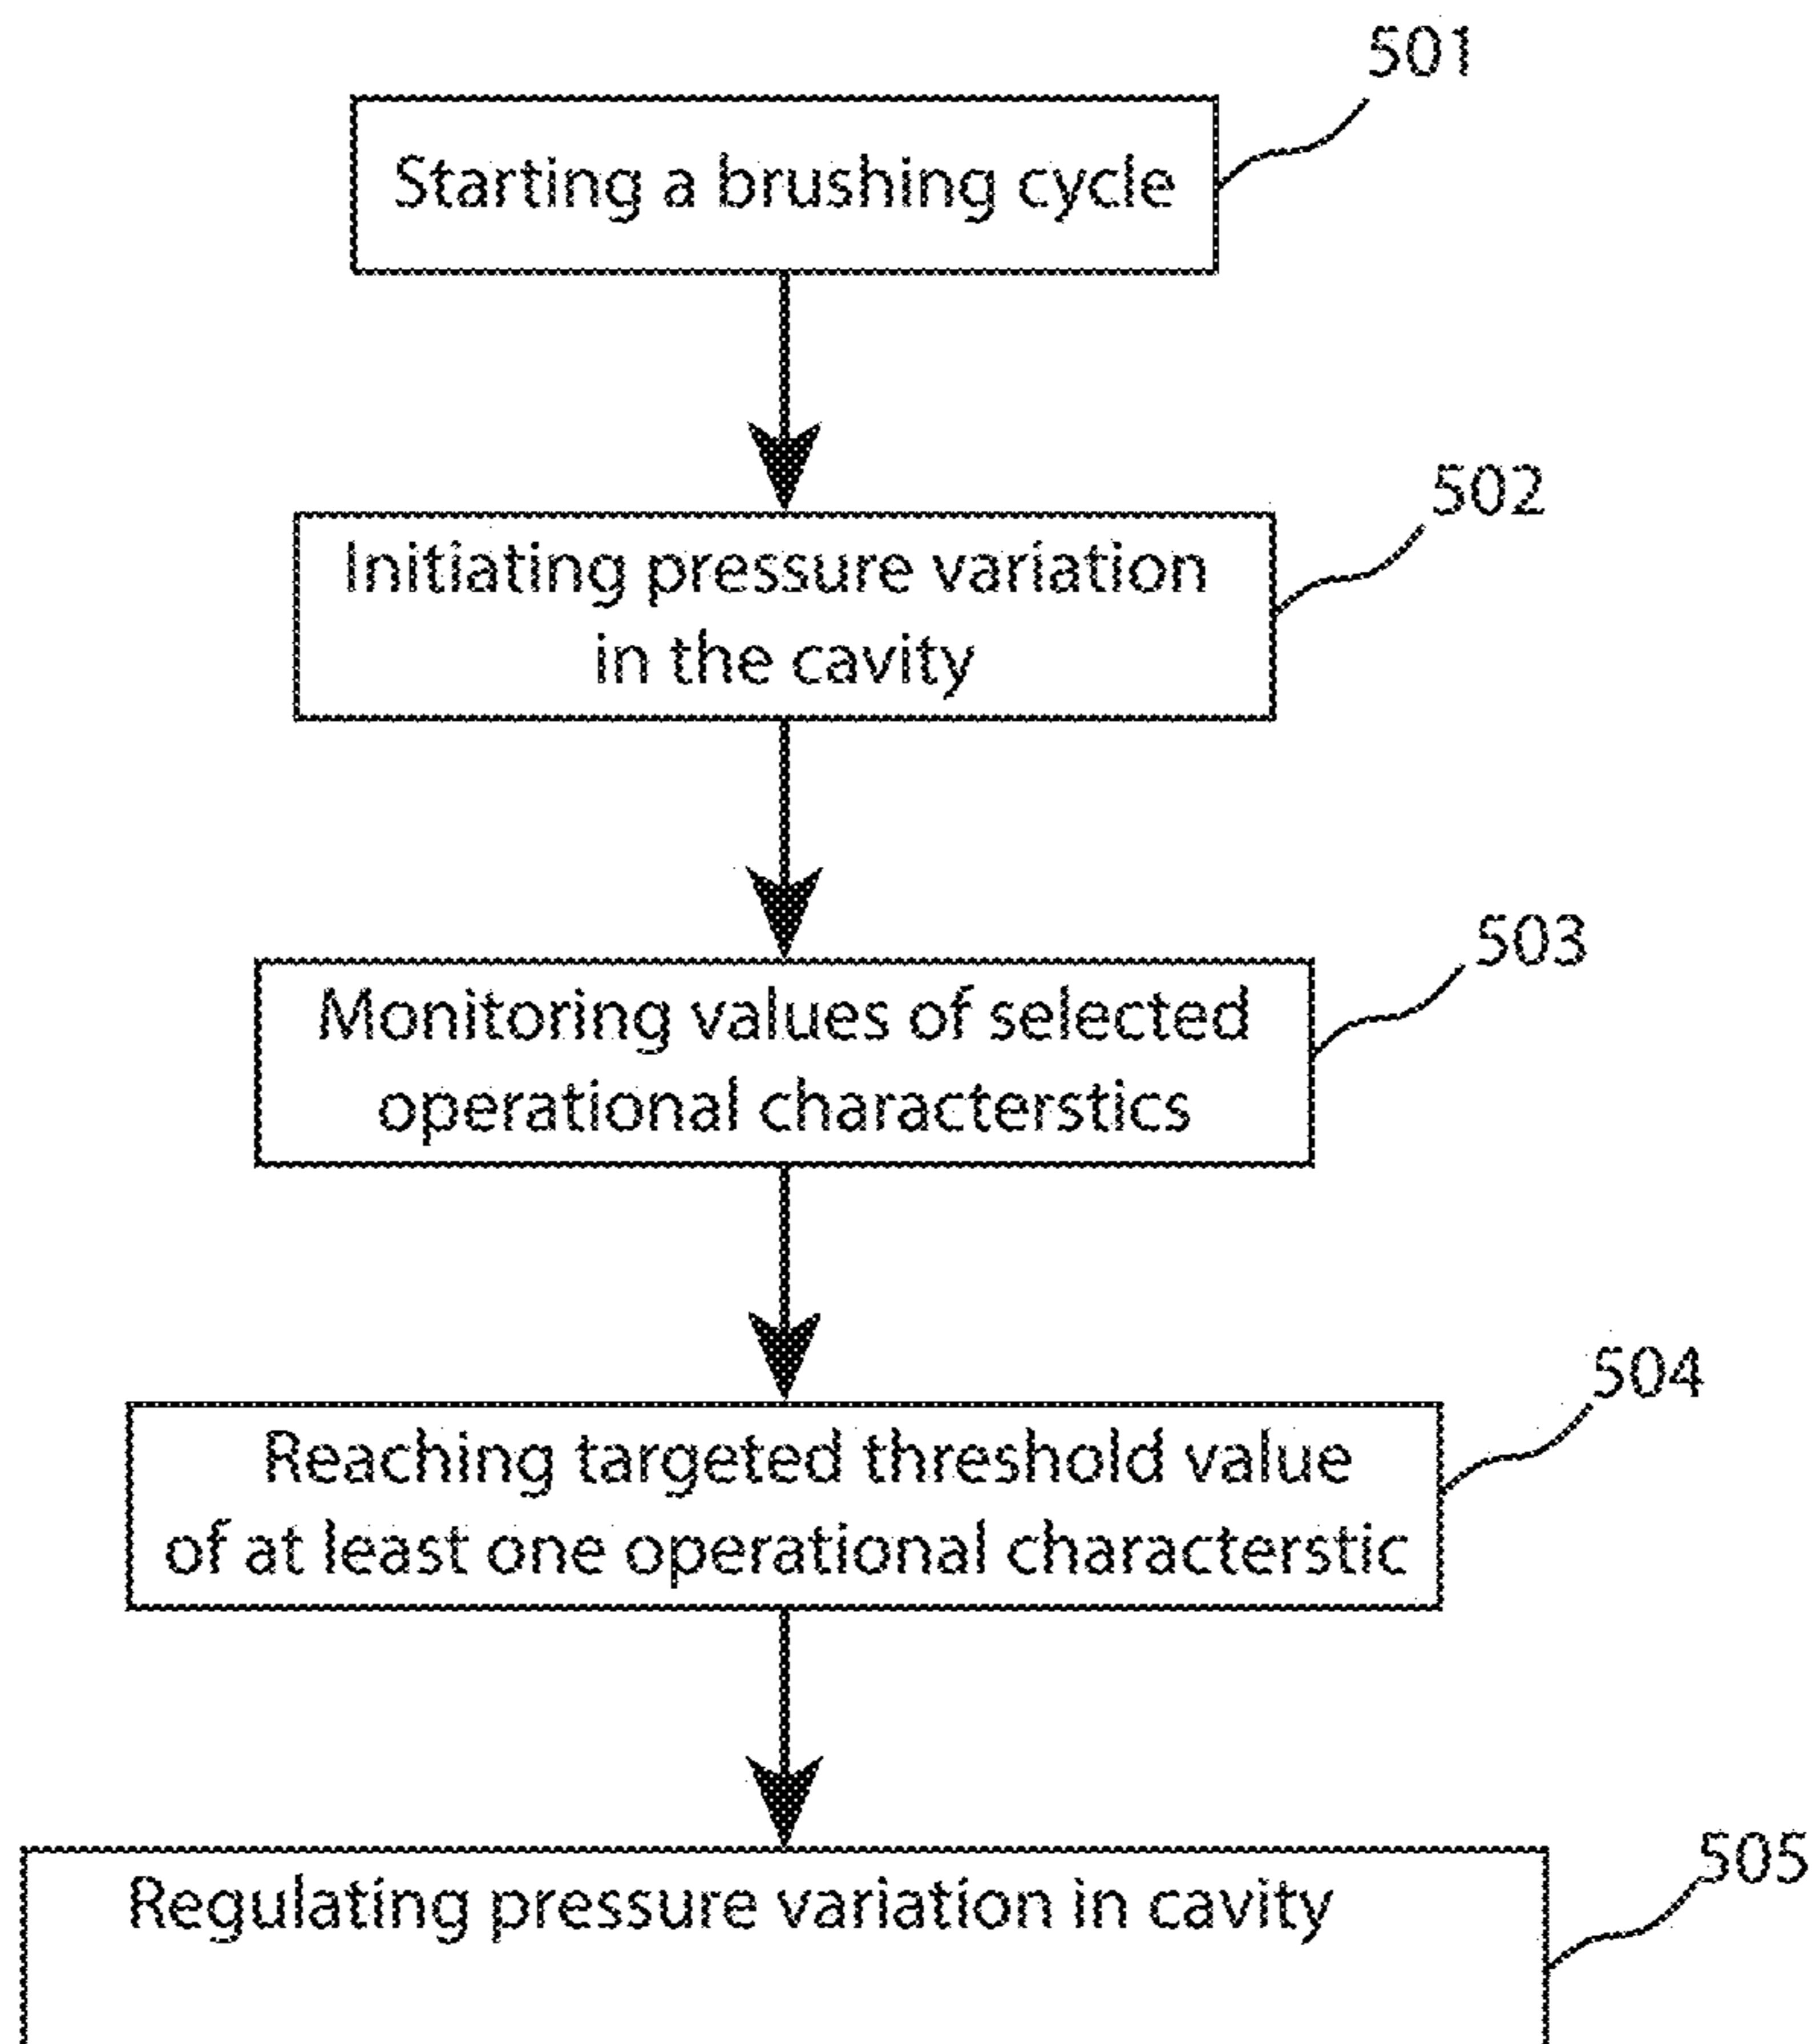 501
Starting a brushing cycle
502
Initiating pressure variation
in the cavity
503
Monitoring values of selected
operational characterstics
504
Reaching targeted threshold value
of at least one operational characterstic
505
Regulating pressure variation in cavity